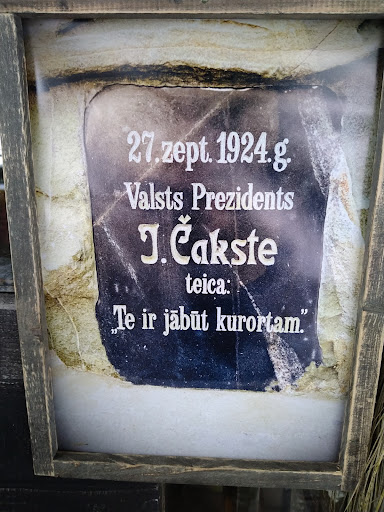 27. zept. 1924. g.
Valsts Prezidents
J. Čakste
teica:
„Te ir jābūt kurortam."